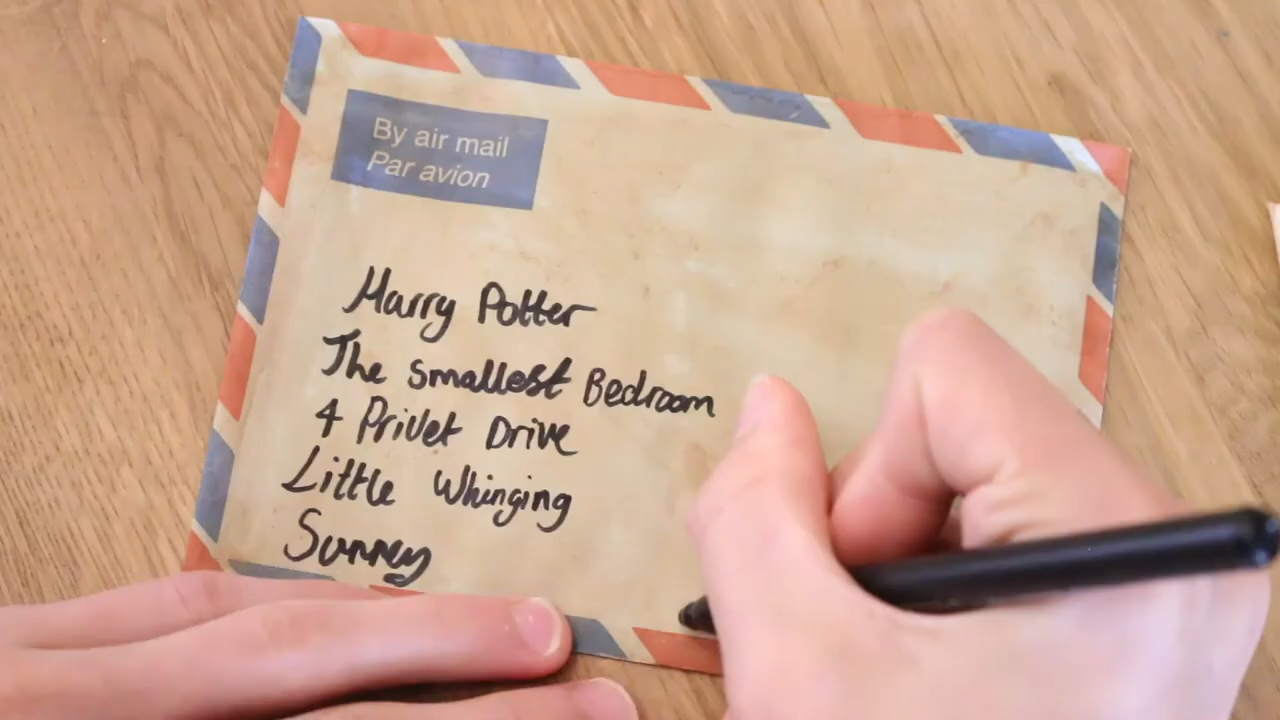 By air mail
Par avion
Harry Potter
The smallest Bedroom
4 Privet Drive
Little Whinging
Surrey